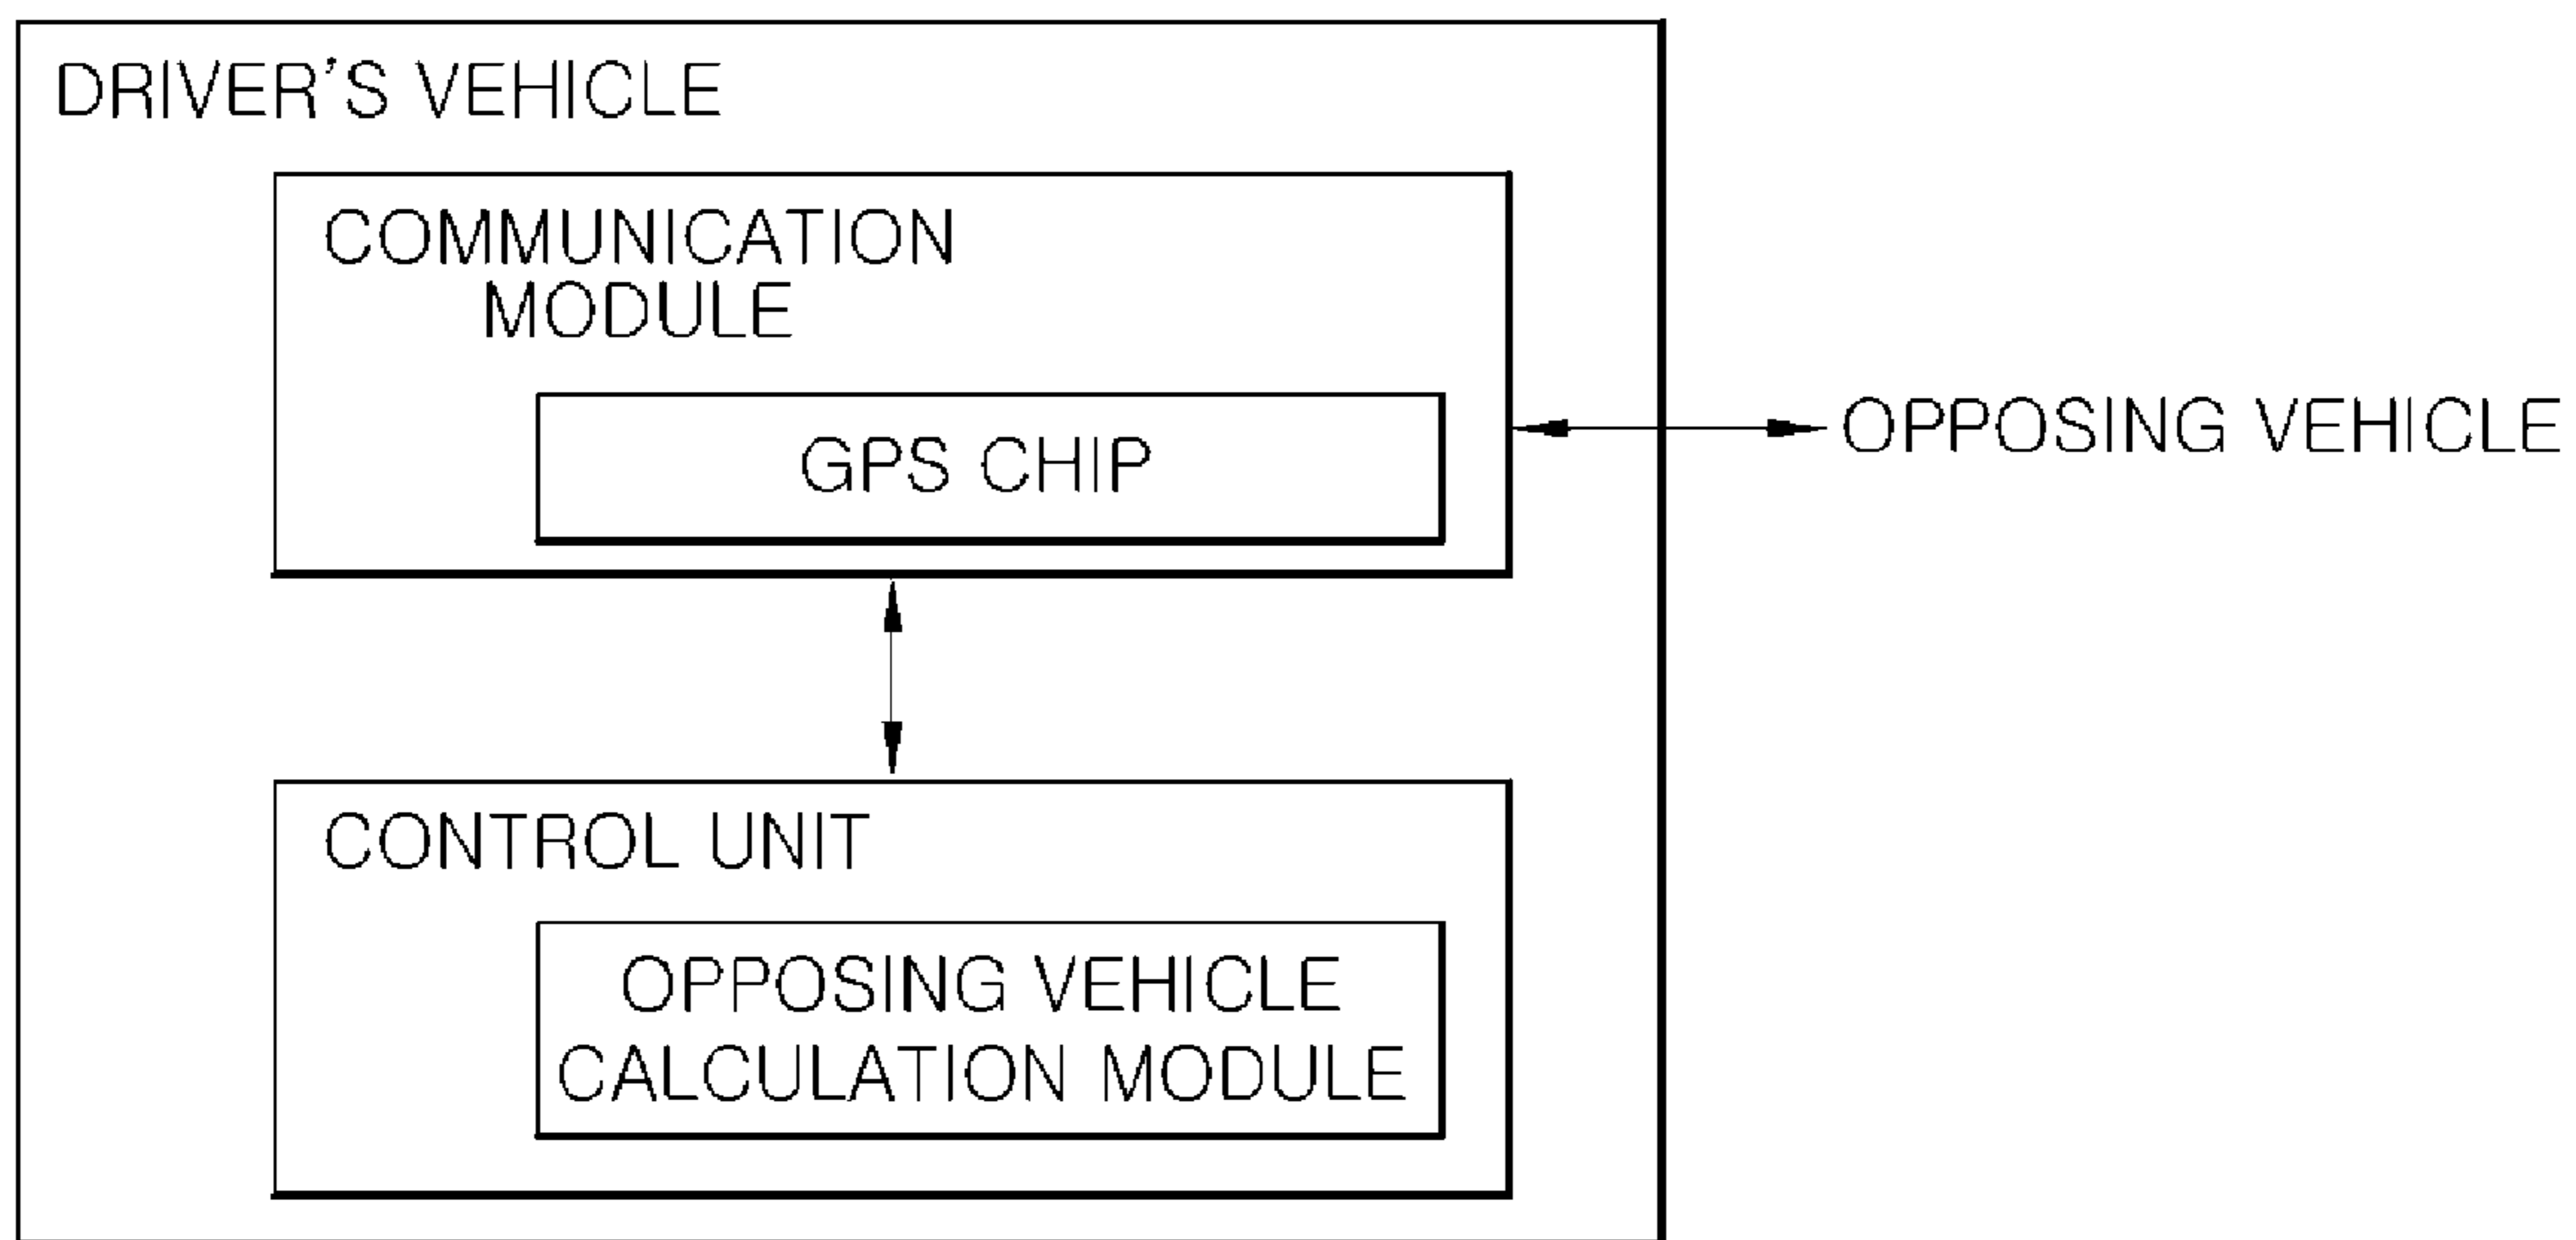 DRIVER'S VEHICLE
COMMUNICATION
MODULE
GPS CHIP
OPPOSING VEHICLE
CONTROL UNIT
OPPOSING VEHICLE
CALCULATION MODULE